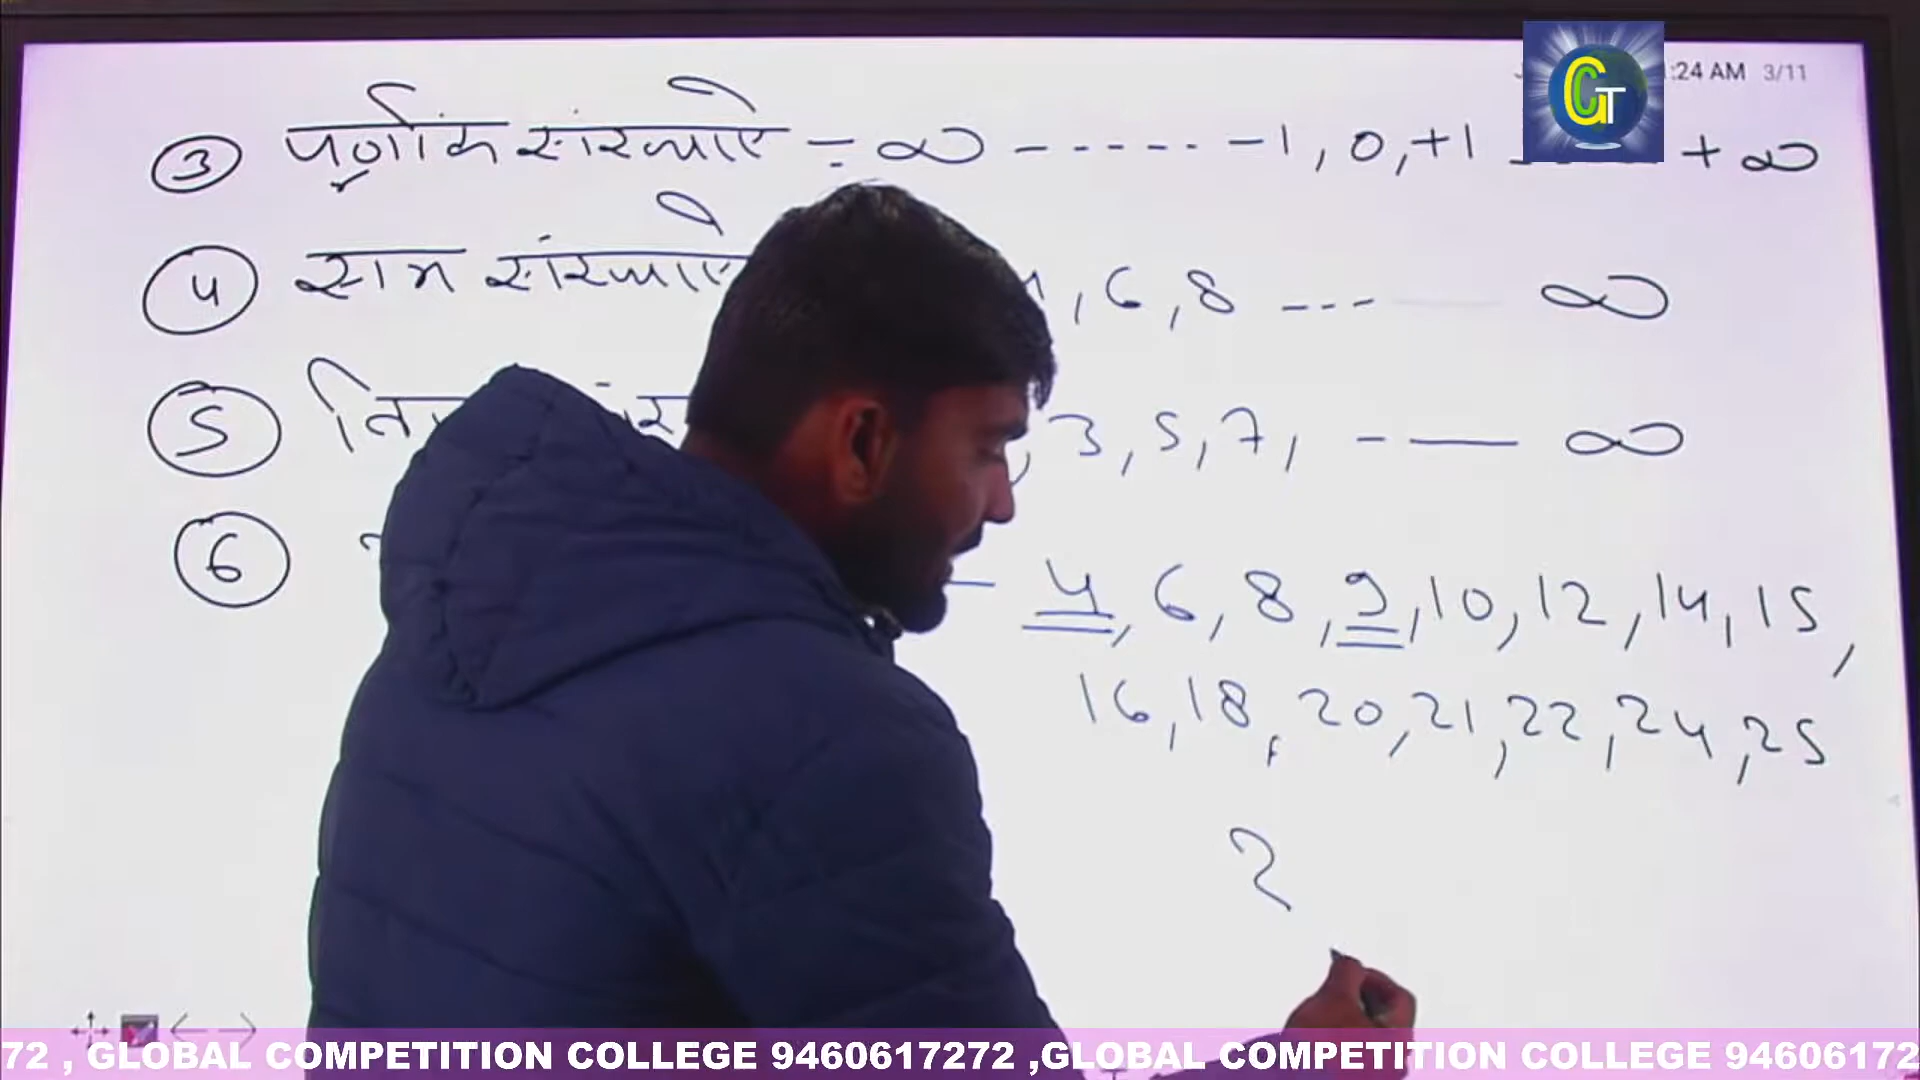 :24 AM 3/11
GCT
③ पूर्णांक संख्याऐ - ∞ ------ -1, 0, +1 + ∞
④ सम संख्याऐ 4, 6, 8 --- ∞
⑤ 3, 5, 7, - — ∞
⑥ — 4, 6, 8, 9, 10, 12, 14, 15,
16, 18, 20, 21, 22, 24, 25
2
72 , GLOBAL COMPETITION COLLEGE 9460617272 ,GLOBAL COMPETITION COLLEGE 94606172